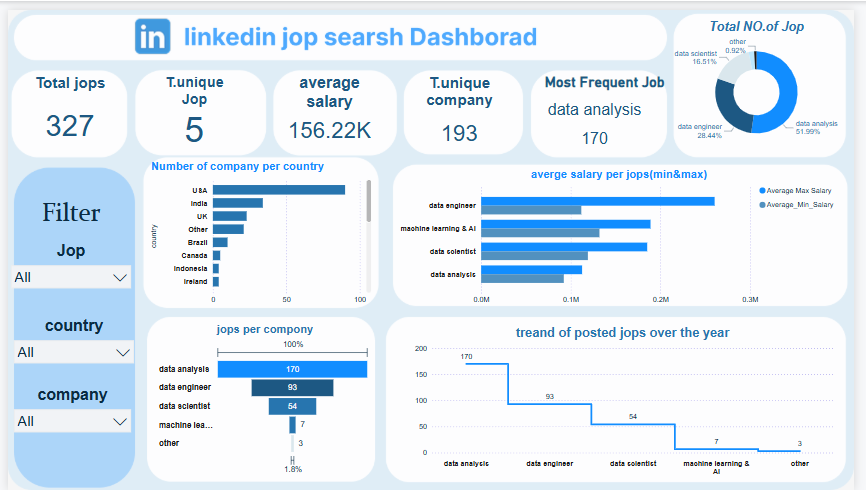 in linkedin jop searsh Dashborad
Total NO.of Jop
other
0.92%
data scientist
16.51%
data engineer
28.44%
data analysis
51.99%
Total jops
327
T.unique
Jop
5
average
salary
156.22K
T.unique
company
193
Most Frequent Job
data analysis
170
Filter
Jop
All
country
All
company
All
Number of company per country
country
USA
India
UK
Other
Brazil
Canada
Indonesia
Ireland
0 50 100
averge salary per jops(min&max)
Average Max Salary
Average_Min_Salary
data engineer
machine learning & AI
data scientist
data analysis
0.0M 0.1M 0.2M 0.3M
jops per compony
100%
data analysis 170
data engineer 93
data scientist 54
machine lea... 7
other 3
1.8%
treand of posted jops over the year
200
150
100
50
0
170
93
54
7
3
data analysis
data engineer
data scientist
machine learning &
AI
other